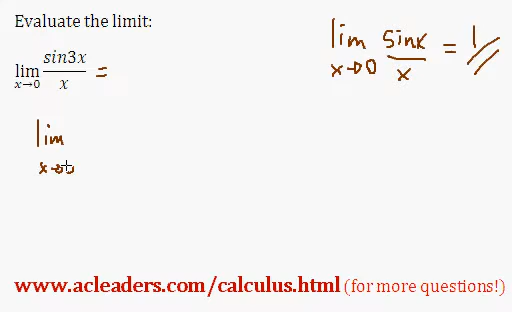 Evaluate the limit:
lim x→0 sin3x/x =
lim x→0 sinx/x = 1
lim x→0
www.acleaders.com/calculus.html (for more questions!)